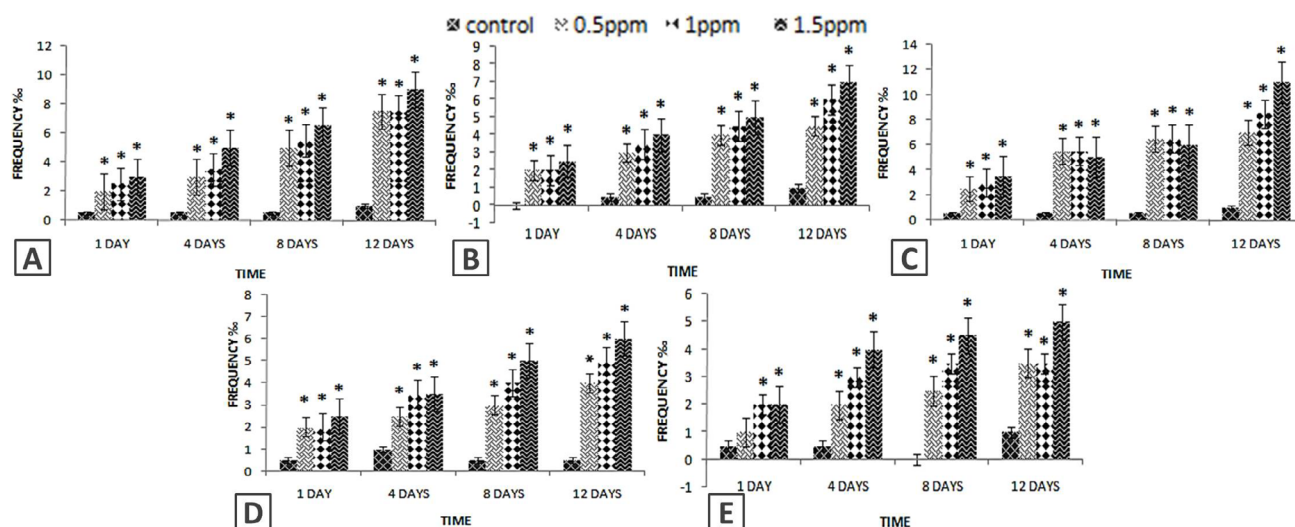 control 0.5ppm 1ppm 1.5ppm
FREQUENCY ‰
12
10
8
6
4
2
0
* * *
* * *
* * *
* * *
1 DAY 4 DAYS 8 DAYS 12 DAYS
TIME
A
FREQUENCY ‰
9
8
7
6
5
4
3
2
1
0
-1
* * *
* * *
* * *
* * *
1 DAY 4 DAYS 8 DAYS 12 DAYS
TIME
B
FREQUENCY ‰
14
12
10
8
6
4
2
0
* * *
* * *
* * *
* * *
1 DAY 4 DAYS 8 DAYS 12 DAYS
TIME
C
FREQUENCY ‰
8
7
6
5
4
3
2
1
0
* * *
* * *
* * *
* * *
1 DAY 4 DAYS 8 DAYS 12 DAYS
TIME
D
FREQUENCY ‰
6
5
4
3
2
1
0
-1
* *
* * *
* * *
* * *
1 DAY 4 DAYS 8 DAYS 12 DAYS
TIME
E